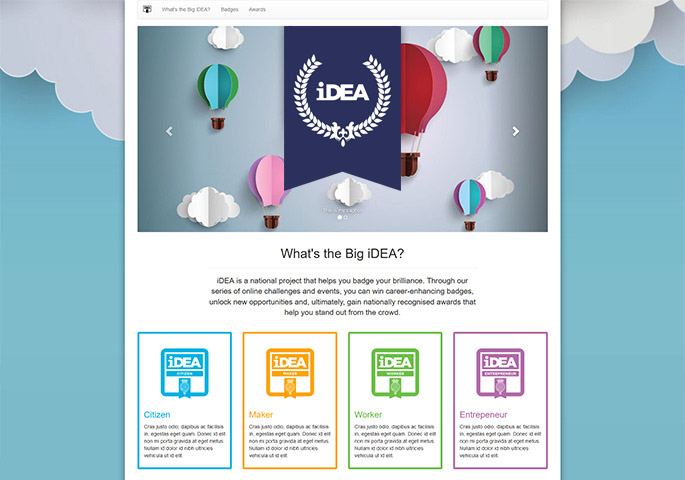 What's the Big iDEA? Badges Awards
iDEA
What's the Big iDEA?
iDEA is a national project that helps you badge your brilliance. Through our
series of online challenges and events, you can win career-enhancing badges,
unlock new opportunities and, ultimately, gain nationally recognised awards that
help you stand out from the crowd.
iDEA
CITIZEN
Citizen
Cras justo odio, dapibus ac facilisis
in, egestas eget quam. Donec id elit
non mi porta gravida at eget metus.
Nullam id dolor id nibh ultricies
vehicula ut id elit.
iDEA
MAKER
Maker
Cras justo odio, dapibus ac facilisis
in, egestas eget quam. Donec id elit
non mi porta gravida at eget metus.
Nullam id dolor id nibh ultricies
vehicula ut id elit.
iDEA
WORKER
Worker
Cras justo odio, dapibus ac facilisis
in, egestas eget quam. Donec id elit
non mi porta gravida at eget metus.
Nullam id dolor id nibh ultricies
vehicula ut id elit.
iDEA
ENTREPRENEUR
Entrepeneur
Cras justo odio, dapibus ac facilisis
in, egestas eget quam. Donec id elit
non mi porta gravida at eget metus.
Nullam id dolor id nibh ultricies
vehicula ut id elit.